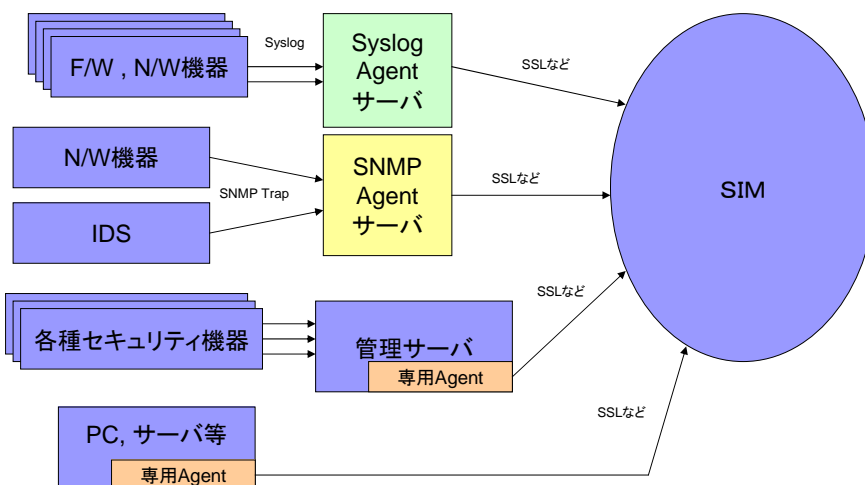 F/W , N/W機器
Syslog
Syslog
Agent
サーバ
SSLなど
N/W機器
SNMP Trap
IDS
SNMP
Agent
サーバ
SSLなど
SIM
各種セキュリティ機器
管理サーバ
専用Agent
SSLなど
PC, サーバ等
専用Agent
SSLなど